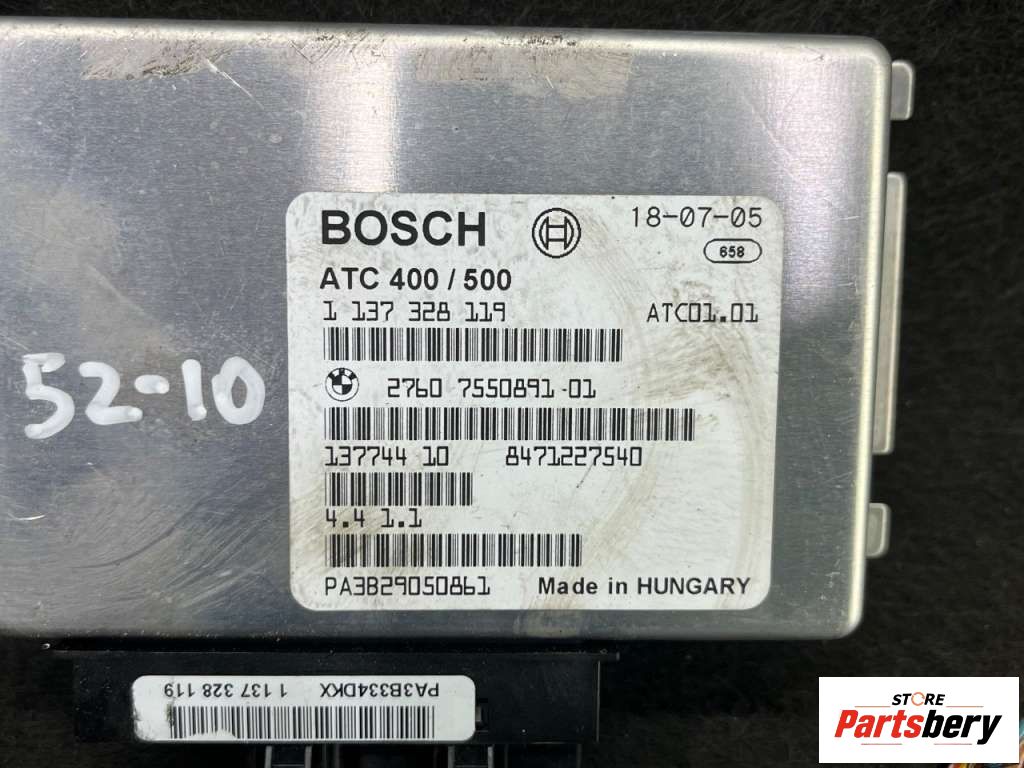 BOSCH 18-07-05
658
ATC 400 / 500
1 137 328 119 ATC01.01
2760 7550891-01
137744 10 8471227540
4.4 1.1
PA3B29050861 Made in HUNGARY
52-10
PA3B334DKX 1 137 328 119
STORE
Partsbery